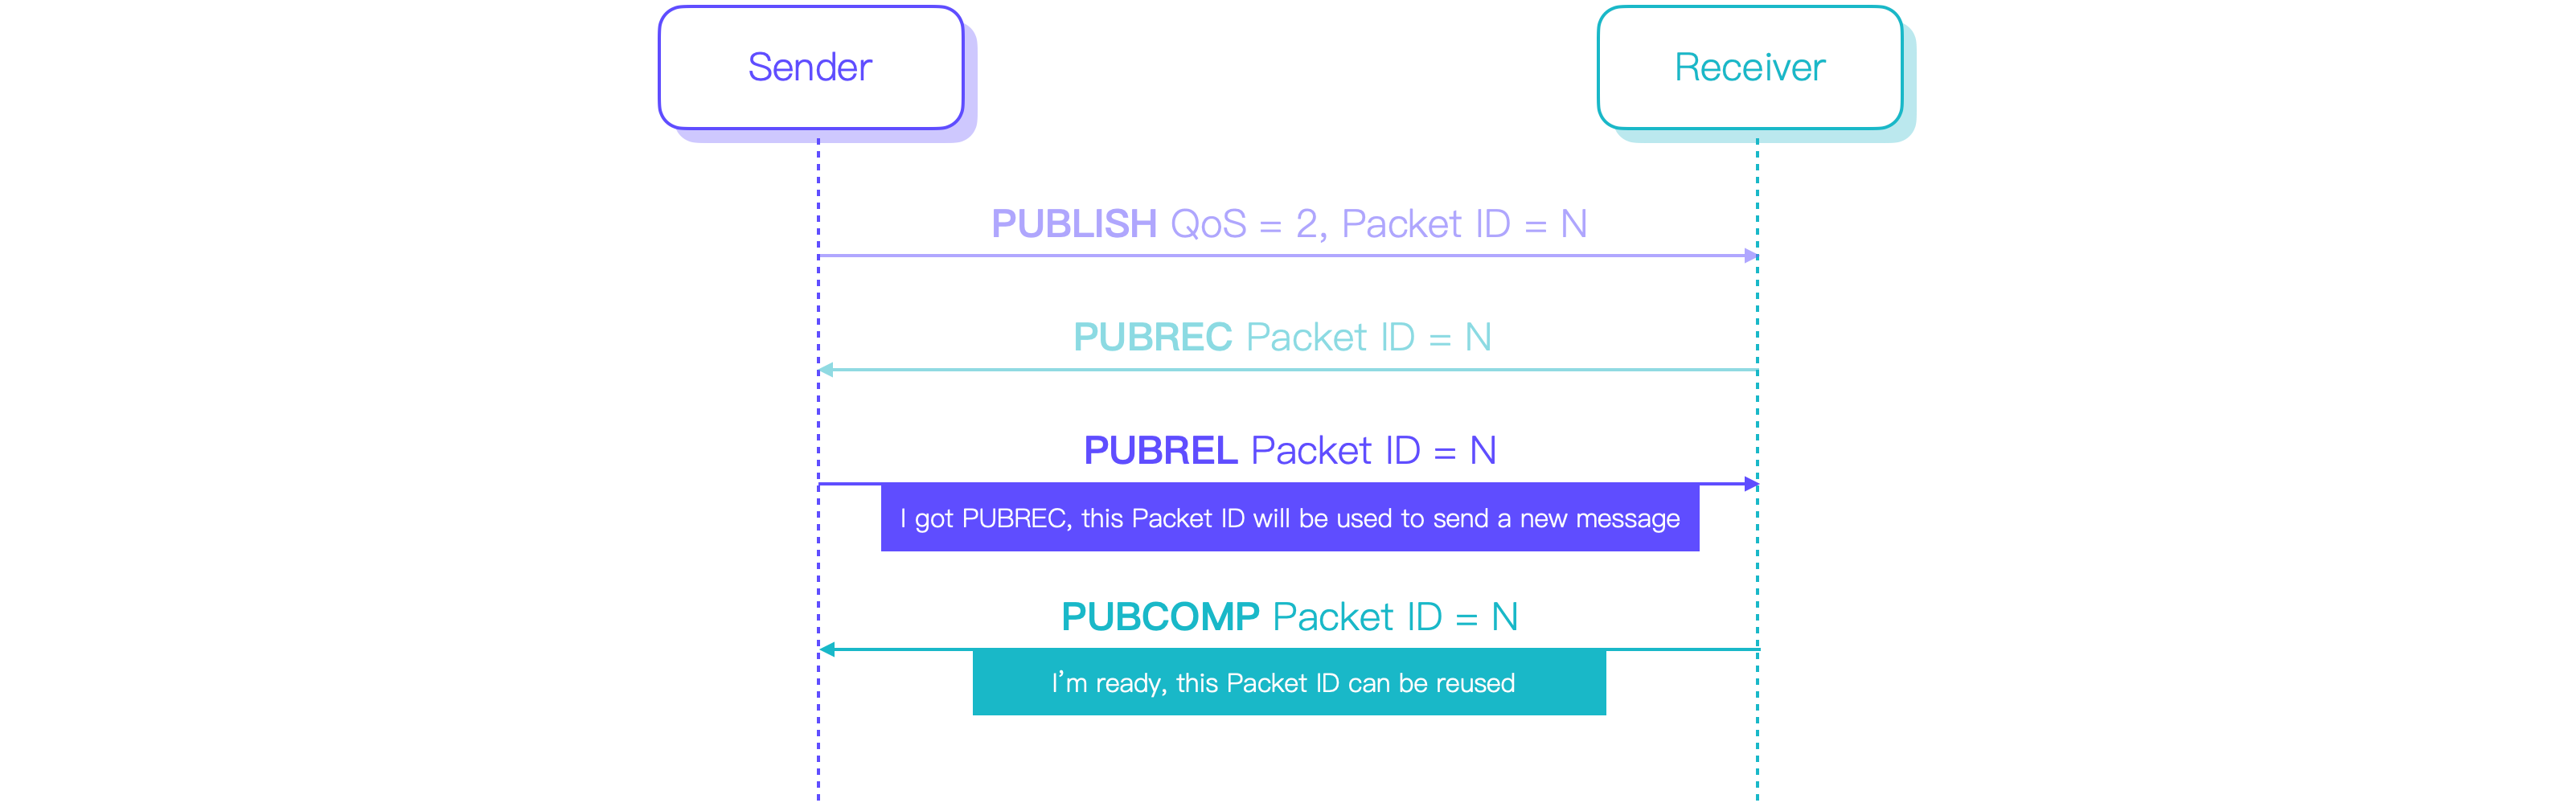 Sender
Receiver
PUBLISH QoS = 2, Packet ID = N
PUBREC Packet ID = N
PUBREL Packet ID = N
I got PUBREC, this Packet ID will be used to send a new message
PUBCOMP Packet ID = N
I’m ready, this Packet ID can be reused